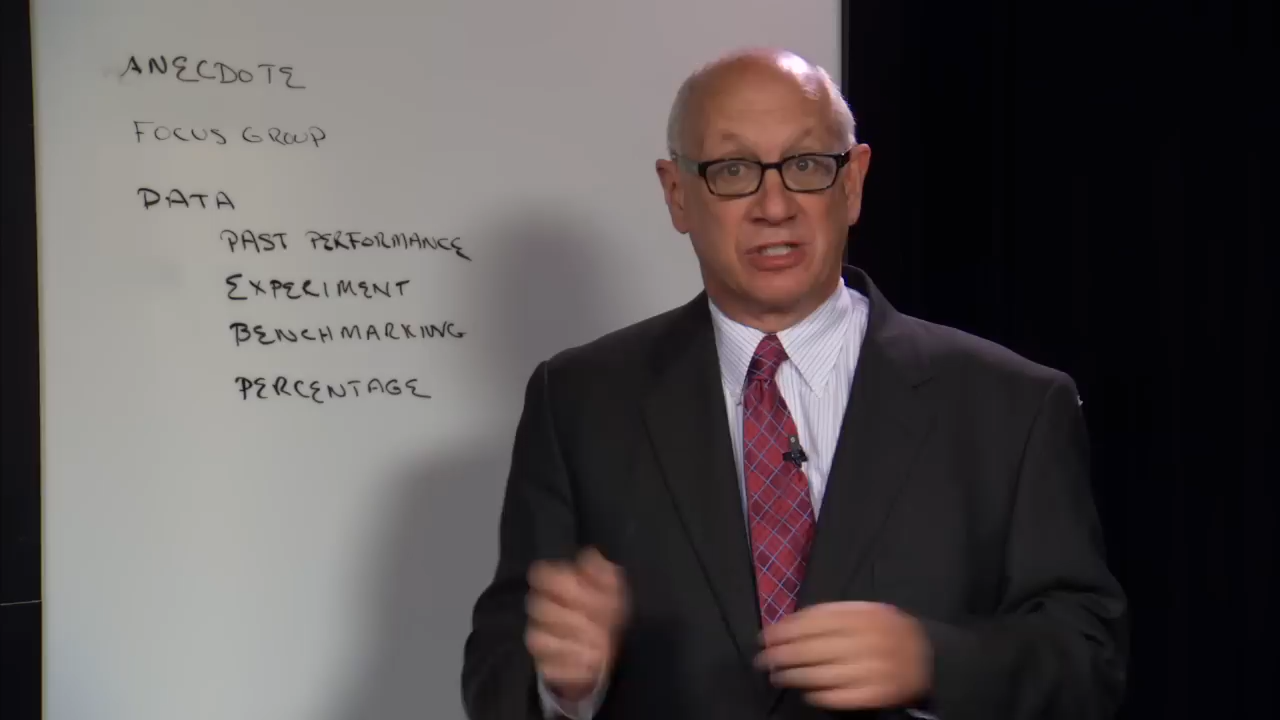 ANECDOTE
FOCUS GROUP
DATA
PAST PERFORMANCE
EXPERIMENT
BENCHMARKING
PERCENTAGE